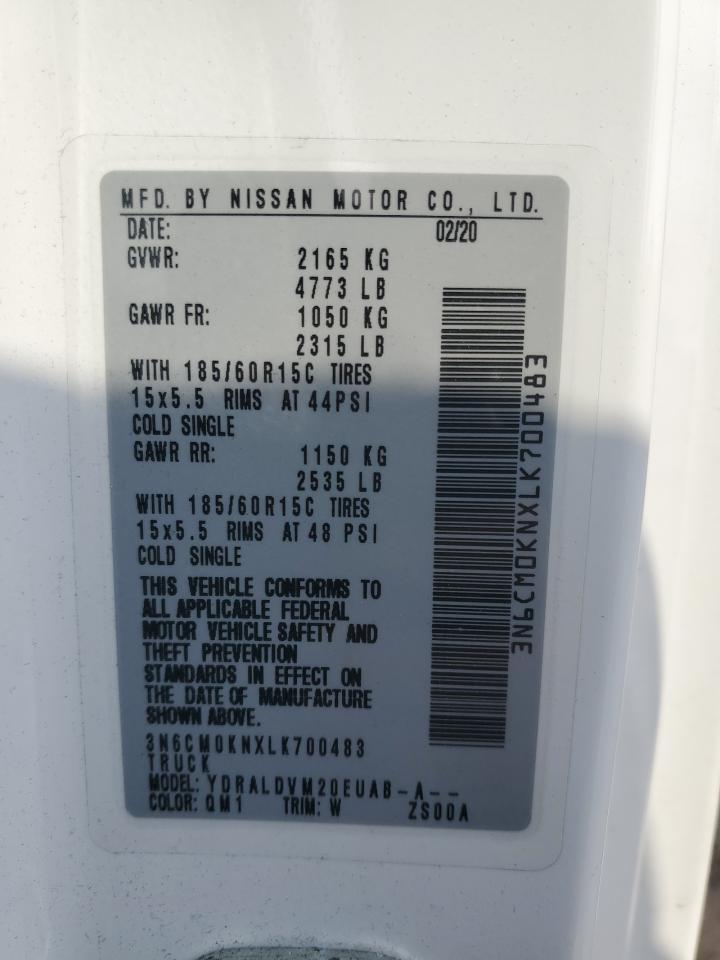 MFD. BY NISSAN MOTOR CO., LTD.
DATE: 02/20
GVWR: 2165 KG
4773 LB
GAWR FR: 1050 KG
2315 LB
WITH 185/60R15C TIRES
15x5.5 RIMS AT 44PSI
COLD SINGLE
GAWR RR: 1150 KG
2535 LB
WITH 185/60R15C TIRES
15x5.5 RIMS AT 48 PSI
COLD SINGLE
THIS VEHICLE CONFORMS TO
ALL APPLICABLE FEDERAL
MOTOR VEHICLE SAFETY AND
THEFT PREVENTION
STANDARDS IN EFFECT ON
THE DATE OF MANUFACTURE
SHOWN ABOVE.
3N6CM0KNXLK700483
TRUCK
MODEL: YDRALDVM20EUAB-A--
COLOR: QM1 TRIM: W ZS00A
3N6CM0KNXLK700483